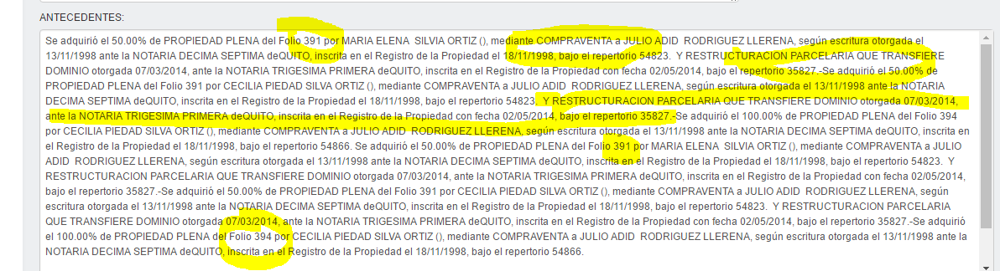 ANTECEDENTES:
Se adquirió el 50.00% de PROPIEDAD PLENA del Folio 391 por MARIA ELENA  SILVIA ORTIZ (), mediante COMPRAVENTA a JULIO ADID  RODRIGUEZ LLERENA, según escritura otorgada el
13/11/1998 ante la NOTARIA DECIMA SEPTIMA deQUITO, inscrita en el Registro de la Propiedad el 18/11/1998, bajo el repertorio 54823.  Y RESTRUCTURACION PARCELARIA QUE TRANSFIERE
DOMINIO otorgada 07/03/2014, ante la NOTARIA TRIGESIMA PRIMERA deQUITO, inscrita en el Registro de la Propiedad con fecha 02/05/2014, bajo el repertorio 35827.-Se adquirió el 50.00% de
PROPIEDAD PLENA del Folio 391 por CECILIA PIEDAD SILVA ORTIZ (), mediante COMPRAVENTA a JULIO ADID  RODRIGUEZ LLERENA, según escritura otorgada el 13/11/1998 ante la NOTARIA
DECIMA SEPTIMA deQUITO, inscrita en el Registro de la Propiedad el 18/11/1998, bajo el repertorio 54823.  Y RESTRUCTURACION PARCELARIA QUE TRANSFIERE DOMINIO otorgada 07/03/2014,
ante la NOTARIA TRIGESIMA PRIMERA deQUITO, inscrita en el Registro de la Propiedad con fecha 02/05/2014, bajo el repertorio 35827.-Se adquirió el 100.00% de PROPIEDAD PLENA del Folio 394
por CECILIA PIEDAD SILVA ORTIZ (), mediante COMPRAVENTA a JULIO ADID  RODRIGUEZ LLERENA, según escritura otorgada el 13/11/1998 ante la NOTARIA DECIMA SEPTIMA deQUITO, inscrita en
el Registro de la Propiedad el 18/11/1998, bajo el repertorio 54866. Se adquirió el 50.00% de PROPIEDAD PLENA del Folio 391 por MARIA ELENA  SILVIA ORTIZ (), mediante COMPRAVENTA a JULIO
ADID  RODRIGUEZ LLERENA, según escritura otorgada el 13/11/1998 ante la NOTARIA DECIMA SEPTIMA deQUITO, inscrita en el Registro de la Propiedad el 18/11/1998, bajo el repertorio 54823.  Y
RESTRUCTURACION PARCELARIA QUE TRANSFIERE DOMINIO otorgada 07/03/2014, ante la NOTARIA TRIGESIMA PRIMERA deQUITO, inscrita en el Registro de la Propiedad con fecha 02/05/2014,
bajo el repertorio 35827.-Se adquirió el 50.00% de PROPIEDAD PLENA del Folio 391 por CECILIA PIEDAD SILVA ORTIZ (), mediante COMPRAVENTA a JULIO ADID  RODRIGUEZ LLERENA, según
escritura otorgada el 13/11/1998 ante la NOTARIA DECIMA SEPTIMA deQUITO, inscrita en el Registro de la Propiedad el 18/11/1998, bajo el repertorio 54823.  Y RESTRUCTURACION PARCELARIA
QUE TRANSFIERE DOMINIO otorgada 07/03/2014, ante la NOTARIA TRIGESIMA PRIMERA deQUITO, inscrita en el Registro de la Propiedad con fecha 02/05/2014, bajo el repertorio 35827.-Se adquirió
el 100.00% de PROPIEDAD PLENA del Folio 394 por CECILIA PIEDAD SILVA ORTIZ (), mediante COMPRAVENTA a JULIO ADID  RODRIGUEZ LLERENA, según escritura otorgada el 13/11/1998 ante la
NOTARIA DECIMA SEPTIMA deQUITO, inscrita en el Registro de la Propiedad el 18/11/1998, bajo el repertorio 54866.